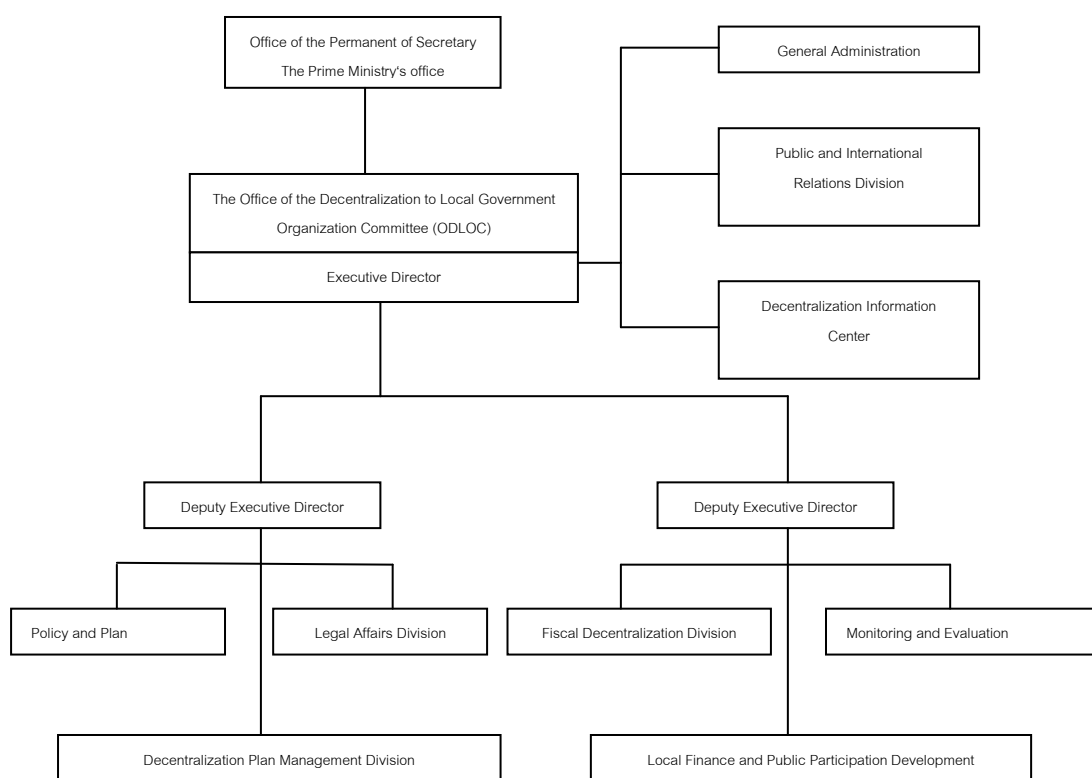 Office of the Permanent of Secretary
The Prime Ministry's office
General Administration
Public and International
Relations Division
The Office of the Decentralization to Local Government
Organization Committee (ODLOC)
Executive Director
Decentralization Information
Center
Deputy Executive Director
Deputy Executive Director
Policy and Plan
Legal Affairs Division
Fiscal Decentralization Division
Monitoring and Evaluation
Decentralization Plan Management Division
Local Finance and Public Participation Development